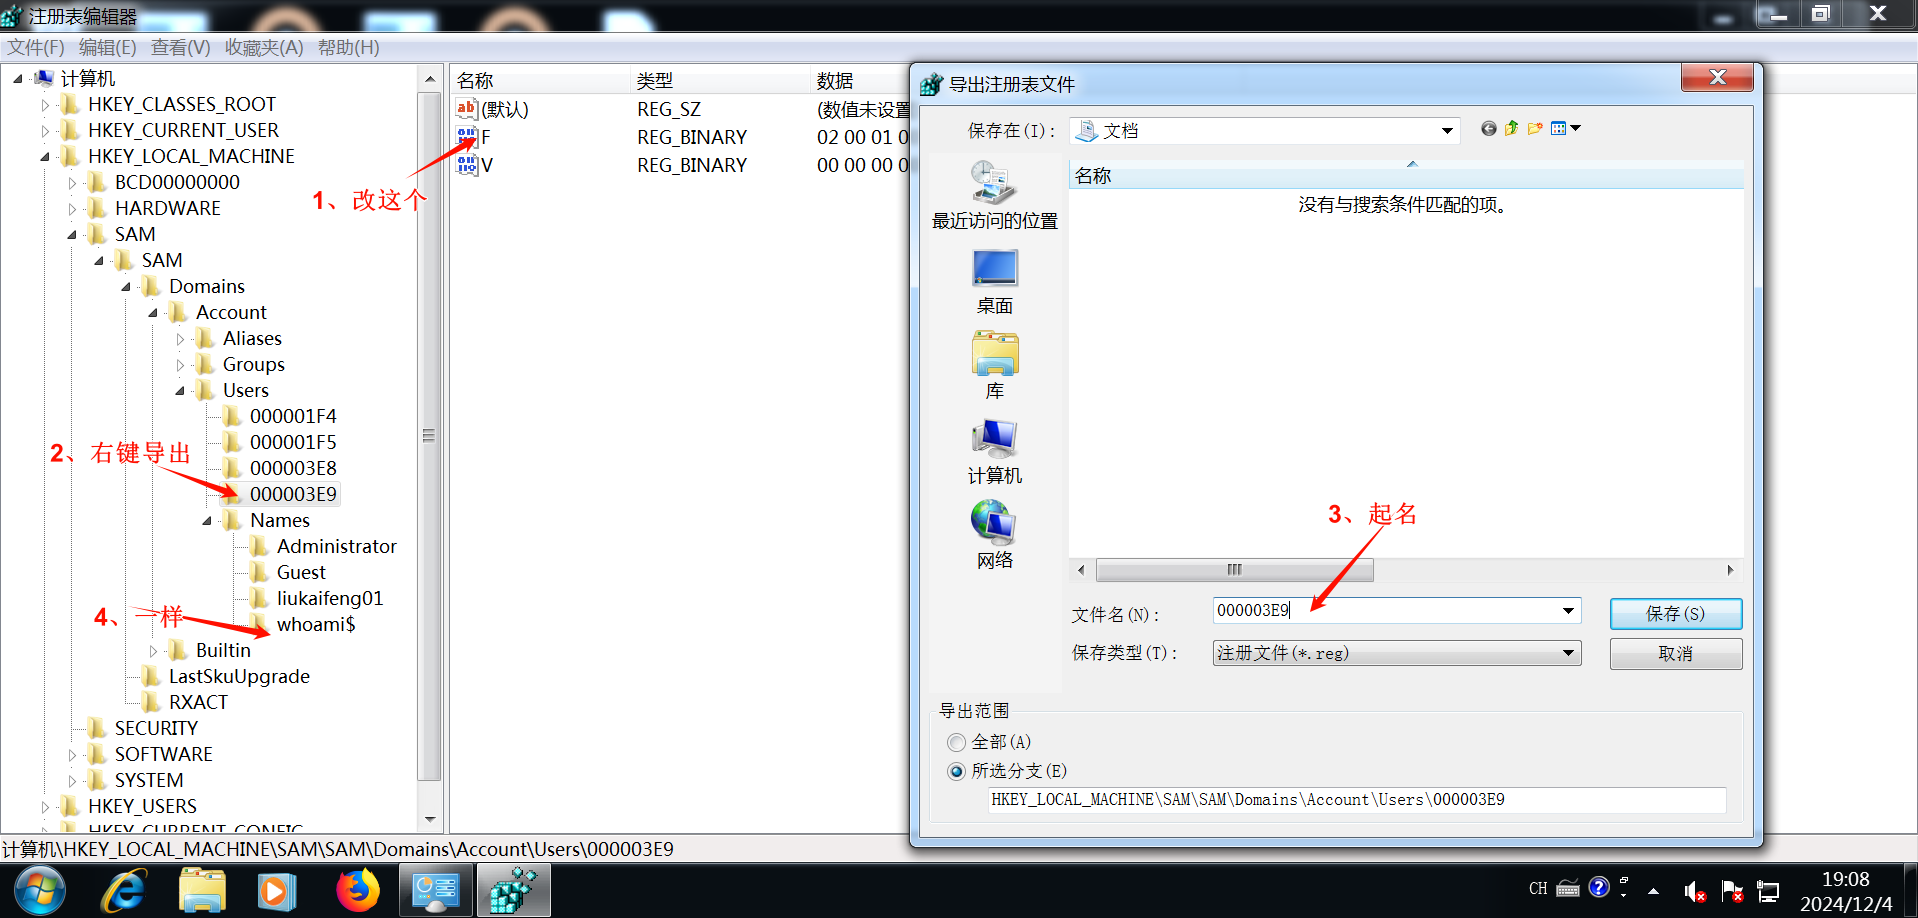 注册表编辑器
文件(F) 编辑(E) 查看(V) 收藏夹(A) 帮助(H)
计算机
HKEY_CLASSES_ROOT
HKEY_CURRENT_USER
HKEY_LOCAL_MACHINE
BCD00000000
HARDWARE
SAM
SAM
Domains
Account
Aliases
Groups
Users
000001F4
000001F5
000003E8
000003E9
Names
Administrator
Guest
liukaifeng01
whoami$
Builtin
LastSkuUpgrade
RXACT
SECURITY
SOFTWARE
SYSTEM
HKEY_USERS
HKEY_CURRENT_CONFIG
名称 类型 数据
(默认) REG_SZ (数值未设置
F REG_BINARY 02 00 01 0
V REG_BINARY 00 00 00 0
1、改这个
2、右键导出
3、起名
4、一样
导出注册表文件
保存在(I): 文档
最近访问的位置
桌面
库
计算机
网络
名称
没有与搜索条件匹配的项。
文件名(N): 000003E9 保存(S)
保存类型(T): 注册文件(*.reg) 取消
导出范围
全部(A)
所选分支(E)
HKEY_LOCAL_MACHINE\SAM\SAM\Domains\Account\Users\000003E9
计算机\HKEY_LOCAL_MACHINE\SAM\SAM\Domains\Account\Users\000003E9
CH
19:08
2024/12/4